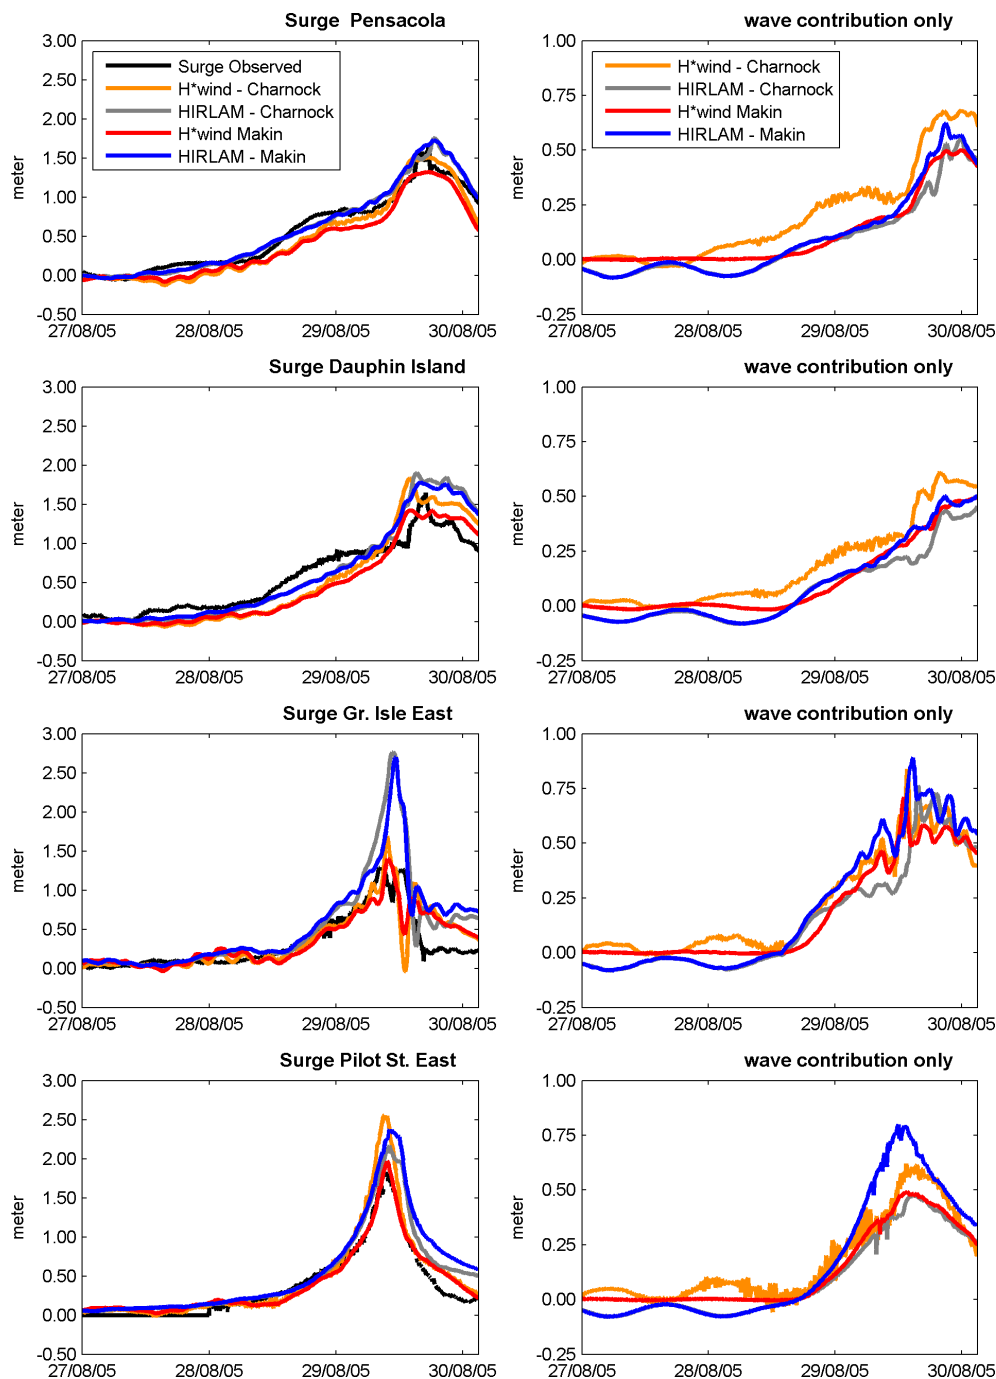 Surge Pensacola
3.00
2.50
2.00
1.50
1.00
0.50
0.00
-0.50
meter
Surge Observed
H*wind - Charnock
HIRLAM - Charnock
H*wind Makin
HIRLAM - Makin
27/08/05 28/08/05 29/08/05 30/08/05
wave contribution only
1.00
0.75
0.50
0.25
0.00
-0.25
meter
H*wind - Charnock
HIRLAM - Charnock
H*wind Makin
HIRLAM - Makin
27/08/05 28/08/05 29/08/05 30/08/05
Surge Dauphin Island
3.00
2.50
2.00
1.50
1.00
0.50
0.00
-0.50
meter
27/08/05 28/08/05 29/08/05 30/08/05
wave contribution only
1.00
0.75
0.50
0.25
0.00
-0.25
meter
27/08/05 28/08/05 29/08/05 30/08/05
Surge Gr. Isle East
3.00
2.50
2.00
1.50
1.00
0.50
0.00
-0.50
meter
27/08/05 28/08/05 29/08/05 30/08/05
wave contribution only
1.00
0.75
0.50
0.25
0.00
-0.25
meter
27/08/05 28/08/05 29/08/05 30/08/05
Surge Pilot St. East
3.00
2.50
2.00
1.50
1.00
0.50
0.00
-0.50
meter
27/08/05 28/08/05 29/08/05 30/08/05
wave contribution only
1.00
0.75
0.50
0.25
0.00
-0.25
meter
27/08/05 28/08/05 29/08/05 30/08/05